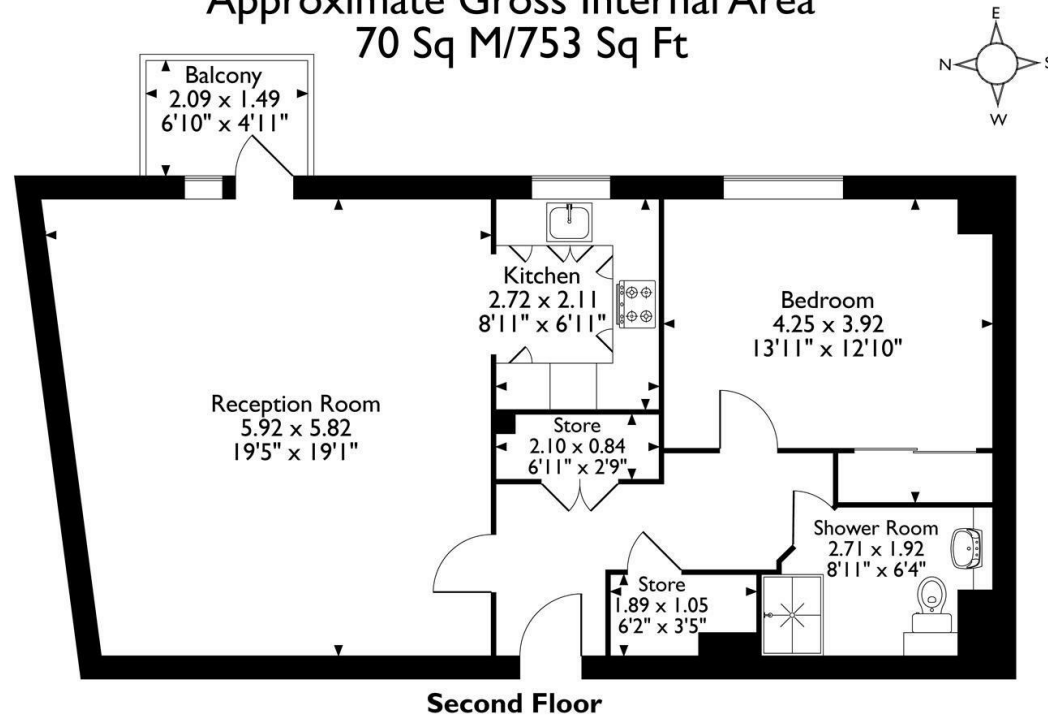 Approximate Gross Internal Area
70 Sq M/753 Sq Ft
E
N
S
W
Balcony
2.09 x 1.49
6'10" x 4'11"
Kitchen
2.72 x 2.11
8'11" x 6'11"
Bedroom
4.25 x 3.92
13'11" x 12'10"
Reception Room
5.92 x 5.82
19'5" x 19'1"
Store
2.10 x 0.84
6'11" x 2'9"
Shower Room
2.71 x 1.92
8'11" x 6'4"
Store
1.89 x 1.05
6'2" x 3'5"
Second Floor